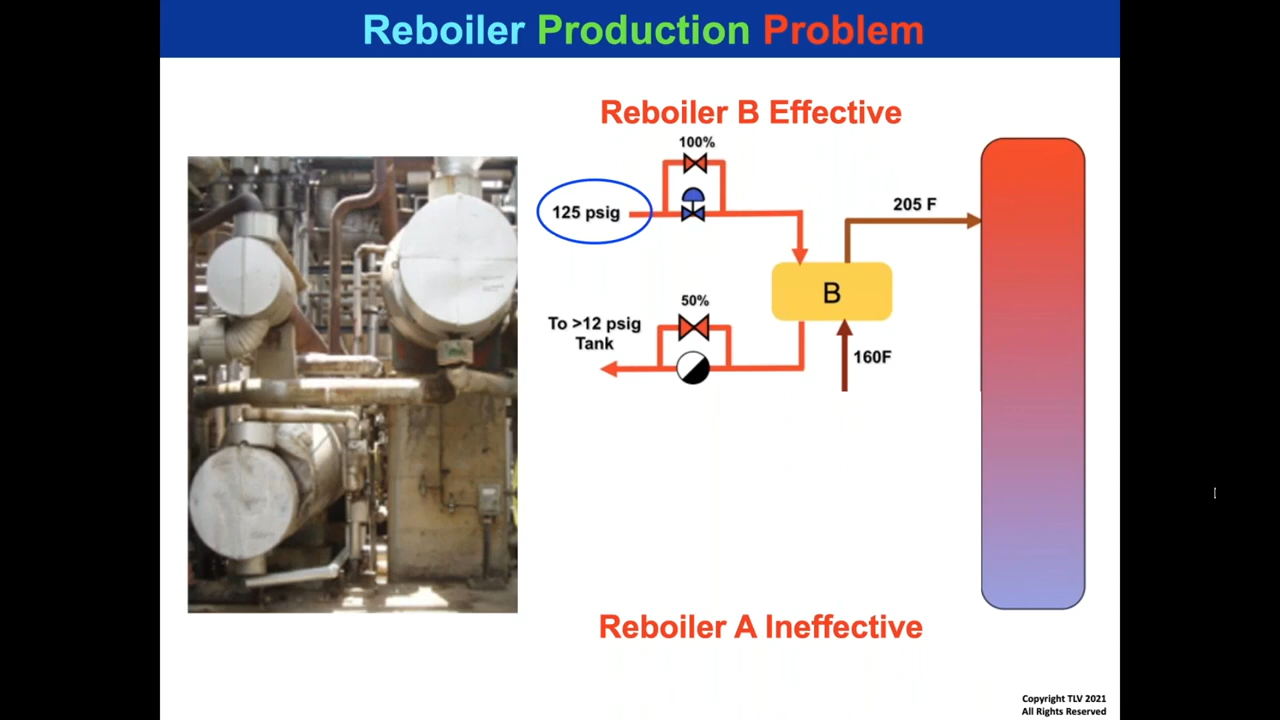 Reboiler Production Problem
Reboiler B Effective
100%
125 psig
205 F
B
50%
To >12 psig
Tank
160F
Reboiler A Ineffective
Copyright TLV 2021
All Rights Reserved